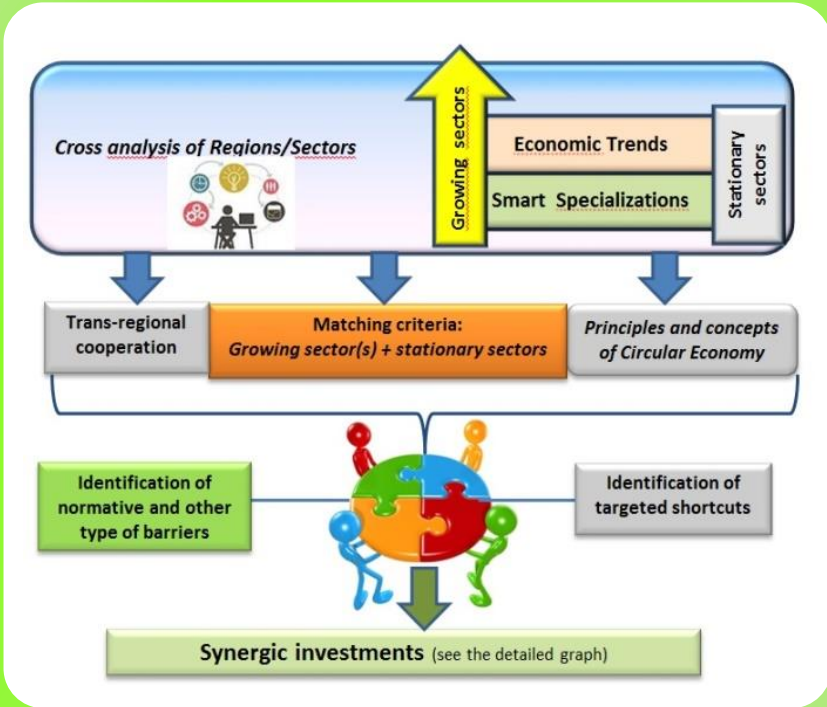 Cross analysis of Regions/Sectors
Growing sectors
Economic Trends
Smart Specializations
Stationary
sectors
Trans-regional
cooperation
Matching criteria:
Growing sector(s) + stationary sectors
Principles and concepts
of Circular Economy
Identification of
normative and other
type of barriers
Identification of
targeted shortcuts
Synergic investments (see the detailed graph)